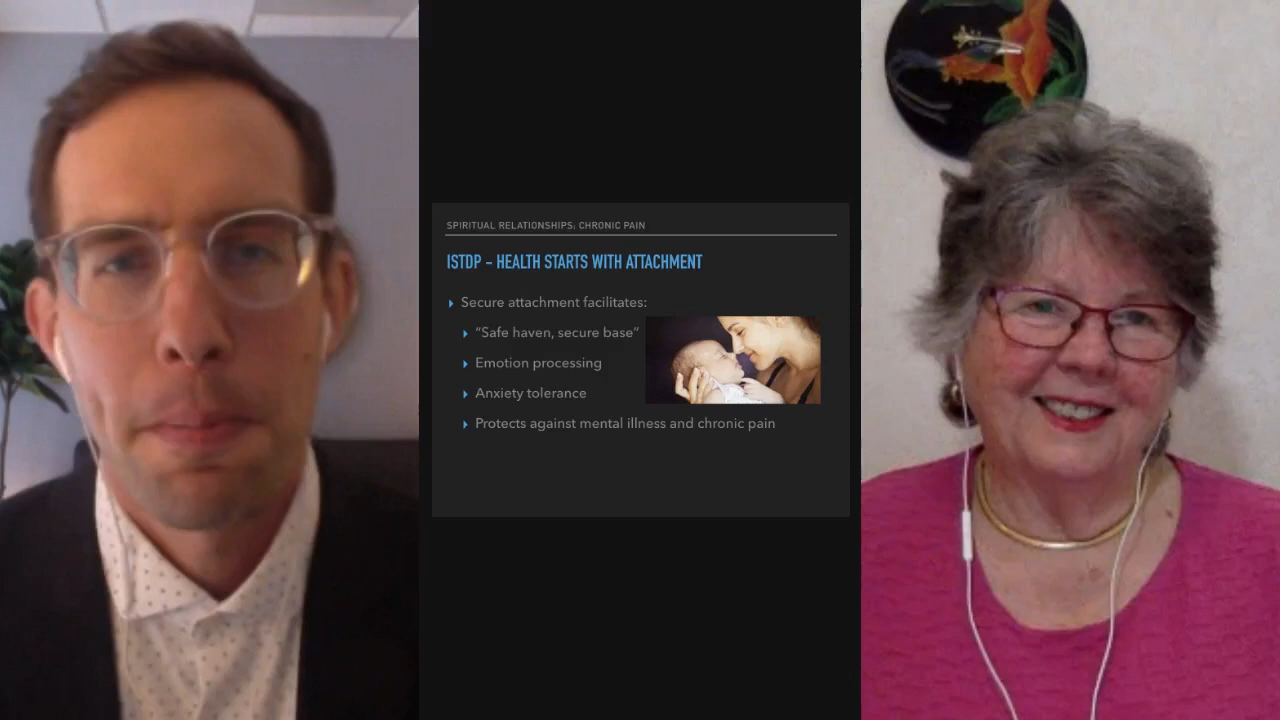 SPIRITUAL RELATIONSHIPS; CHRONIC PAIN
ISTDP – HEALTH STARTS WITH ATTACHMENT
Secure attachment facilitates:
"Safe haven, secure base"
Emotion processing
Anxiety tolerance
Protects against mental illness and chronic pain